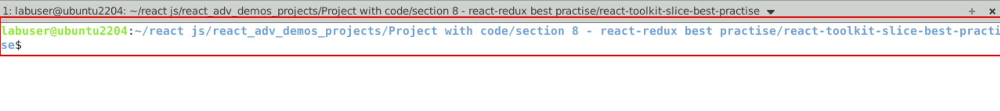 1: labuser@ubuntu2204: ~/react js/react_adv_demos_projects/Project with code/section 8 - react-redux best practise/react-toolkit-slice-best-practise
labuser@ubuntu2204:~/react js/react_adv_demos_projects/Project with code/section 8 - react-redux best practise/react-toolkit-slice-best-practi
se$